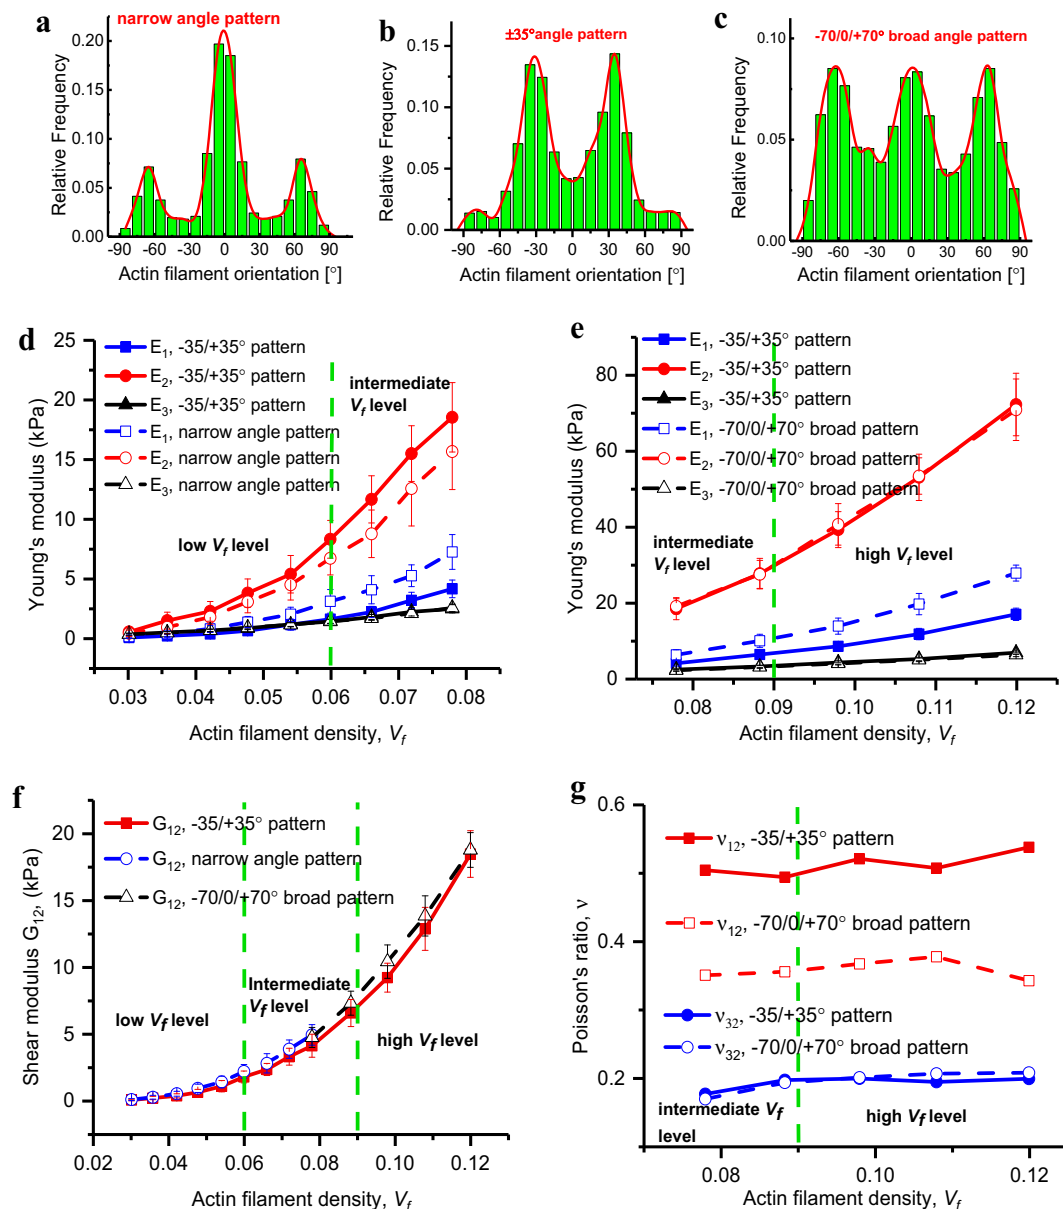 a
narrow angle pattern
0.20
0.15
0.10
0.05
0.00
Relative Frequency
-90 -60 -30 0 30 60 90
Actin filament orientation [°]
b
±35°angle pattern
0.15
0.10
0.05
0.00
Relative Frequency
-90 -60 -30 0 30 60 90
Actin filament orientation [°]
c
-70/0/+70° broad angle pattern
0.10
0.05
0.00
Relative Frequency
-90 -60 -30 0 30 60 90
Actin filament orientation [°]
d
E1, -35/+35° pattern
E2, -35/+35° pattern
E3, -35/+35° pattern
E1, narrow angle pattern
E2, narrow angle pattern
E3, narrow angle pattern
intermediate
Vf level
low Vf level
25
20
15
10
5
0
Young's modulus (kPa)
0.03 0.04 0.05 0.06 0.07 0.08
Actin filament density, Vf
e
E1, -35/+35° pattern
E2, -35/+35° pattern
E3, -35/+35° pattern
E1, -70/0/+70° broad pattern
E2, -70/0/+70° broad pattern
E3, -70/0/+70° broad pattern
intermediate
Vf level
high Vf level
80
60
40
20
0
Young's modulus (kPa)
0.08 0.09 0.10 0.11 0.12
Actin filament density, Vf
f
G12, -35/+35° pattern
G12, narrow angle pattern
G12, -70/0/+70° broad pattern
low Vf level
Intermediate
Vf level
high Vf level
20
15
10
5
0
Shear modulus G12, (kPa)
0.02 0.04 0.06 0.08 0.10 0.12
Actin filament density, Vf
g
ν12, -35/+35° pattern
ν12, -70/0/+70° broad pattern
ν32, -35/+35° pattern
ν32, -70/0/+70° broad pattern
intermediate Vf
level
high Vf level
0.6
0.4
0.2
Poisson's ratio, ν
0.08 0.10 0.12
Actin filament density, Vf